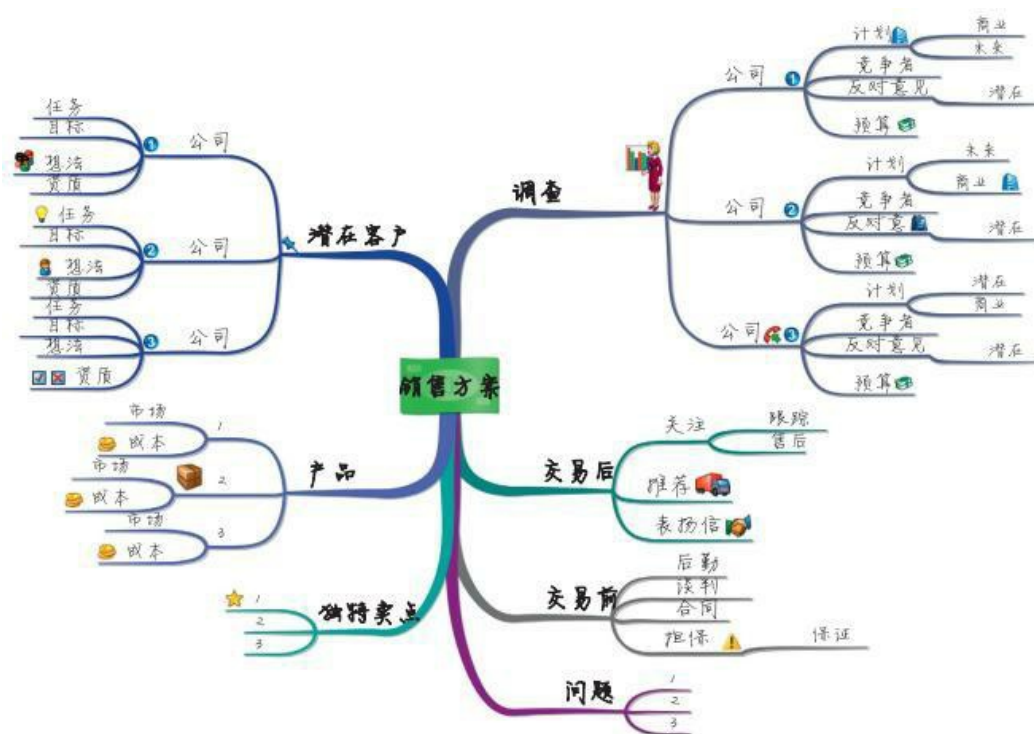 销售方案
调查
公司 1
计划
商业
未来
竞争者
反对意见
潜在
预算
公司 2
计划
未来
商业
竞争者
反对意
潜在
预算
公司 3
计划
潜在
商业
竞争者
反对意见
潜在
预算
交易后
关注
跟踪
售后
推荐
表扬信
交易前
后勤
谈判
合同
担保
保证
问题
1
2
3
潜在客户
公司
1
任务
目标
想法
资质
公司
2
任务
目标
想法
资质
公司
3
任务
目标
想法
资质
产品
1
市场
成本
2
市场
成本
3
市场
成本
独特卖点
1
2
3